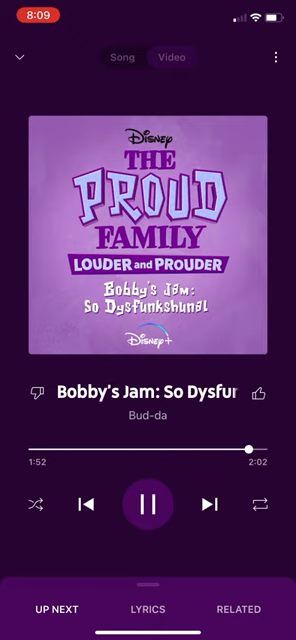 8:09
Song Video
Disney
THE
PROUD
FAMILY
LOUDER and PROUDER
Bobby's Jam:
So Dysfunkshunal
Disney+
Bobby's Jam: So Dysfur
Bud-da
1:52 2:02
UP NEXT LYRICS RELATED